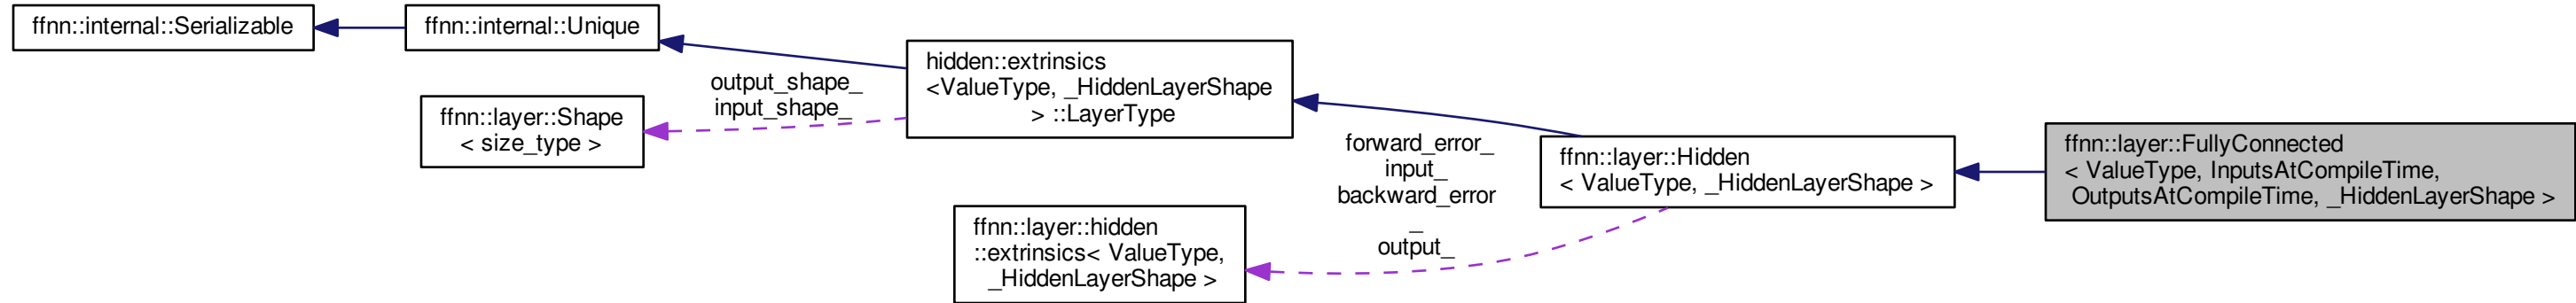 ffnn::internal::Serializable
ffnn::internal::Unique
output_shape_
input_shape_
ffnn::layer::Shape
< size_type >
hidden::extrinsics
<ValueType, _HiddenLayerShape
> ::LayerType
forward_error_
input_
backward_error
_
output_
ffnn::layer::hidden
::extrinsics< ValueType,
_HiddenLayerShape >
ffnn::layer::Hidden
< ValueType, _HiddenLayerShape >
ffnn::layer::FullyConnected
< ValueType, InputsAtCompileTime,
OutputsAtCompileTime, _HiddenLayerShape >